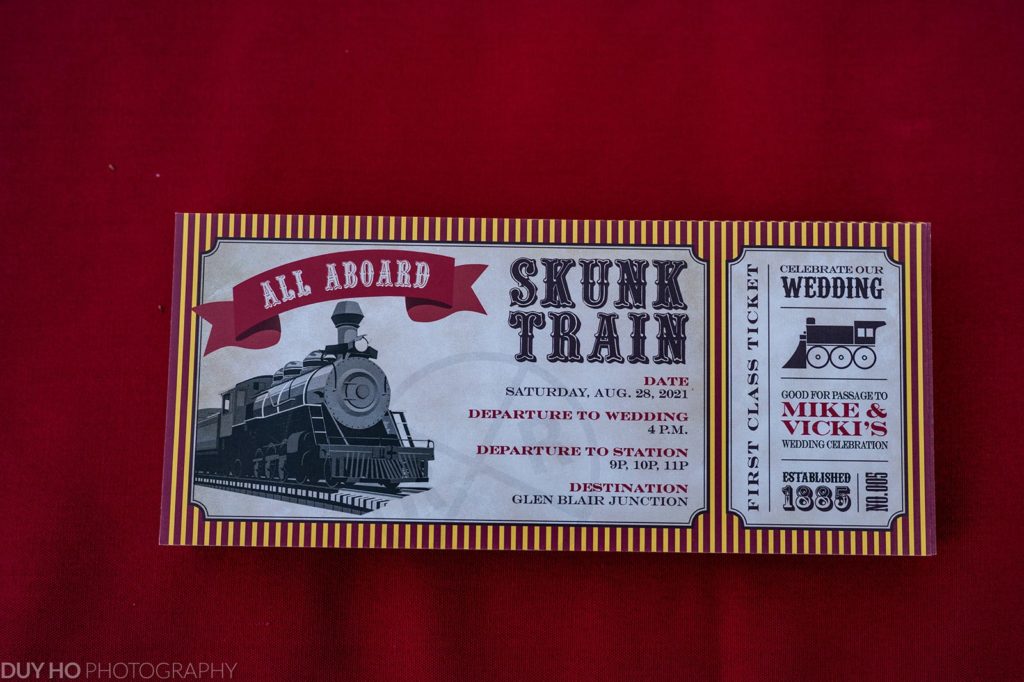 ALL ABOARD
SKUNK
TRAIN
DATE
SATURDAY, AUG. 28, 2021
DEPARTURE TO WEDDING
4 P.M.
DEPARTURE TO STATION
9P, 10P, 11P
DESTINATION
GLEN BLAIR JUNCTION
FIRST CLASS TICKET
CELEBRATE OUR
WEDDING
GOOD FOR PASSAGE TO
MIKE &
VICKI'S
WEDDING CELEBRATION
ESTABLISHED
1885
NO. 1065
DUY HO PHOTOGRAPHY